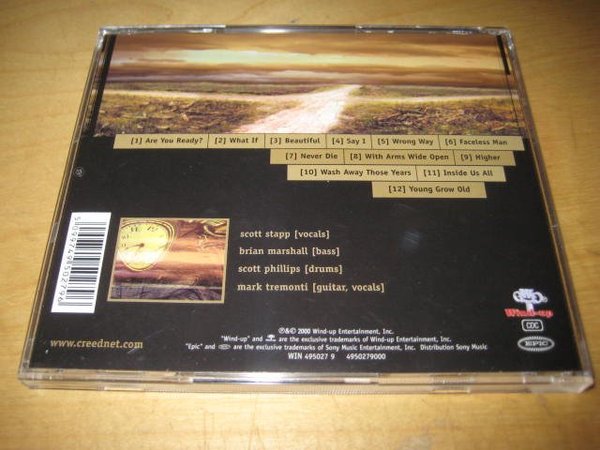 [1] Are You Ready? [2] What If [3] Beautiful [4] Say I [5] Wrong Way [6] Faceless Man
[7] Never Die [8] With Arms Wide Open [9] Higher
[10] Wash Away Those Years [11] Inside Us All
[12] Young Grow Old
scott stapp [vocals]
brian marshall [bass]
scott phillips [drums]
mark tremonti [guitar, vocals]
5099749502796
www.creednet.com
Wind-up
CDC
EPIC
℗&© 2000 Wind-up Entertainment, Inc.
"Wind-up" and are the exclusive trademarks of Wind-up Entertainment, Inc.
"Epic" and are the exclusive trademarks of Sony Music Entertainment, Inc. Distribution Sony Music
WIN 495027 9 4950279000